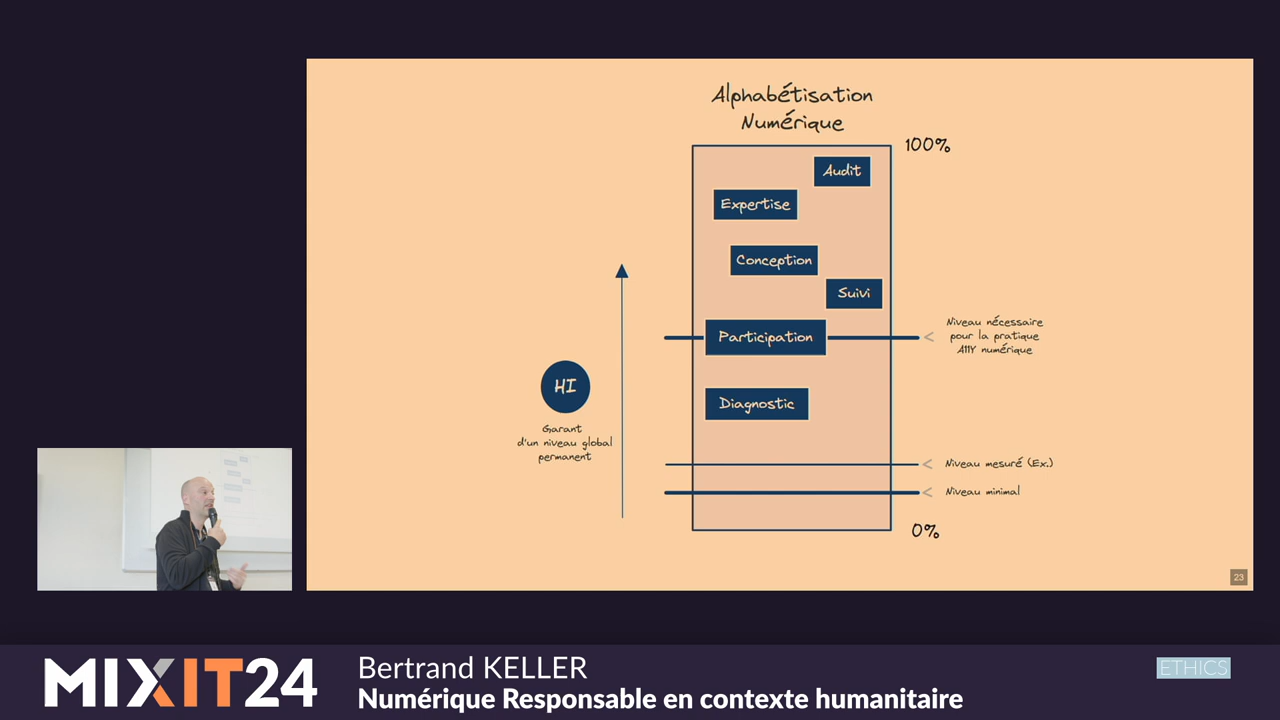 Alphabétisation
Numérique
100%
Audit
Expertise
Conception
Suivi
Participation
Niveau nécessaire
pour la pratique
A11Y numérique
HI
Garant
d'un niveau global
permanent
Diagnostic
Niveau mesuré (Ex.)
Niveau minimal
0%
23
MIXIT24
Bertrand KELLER
Numérique Responsable en contexte humanitaire
ETHICS